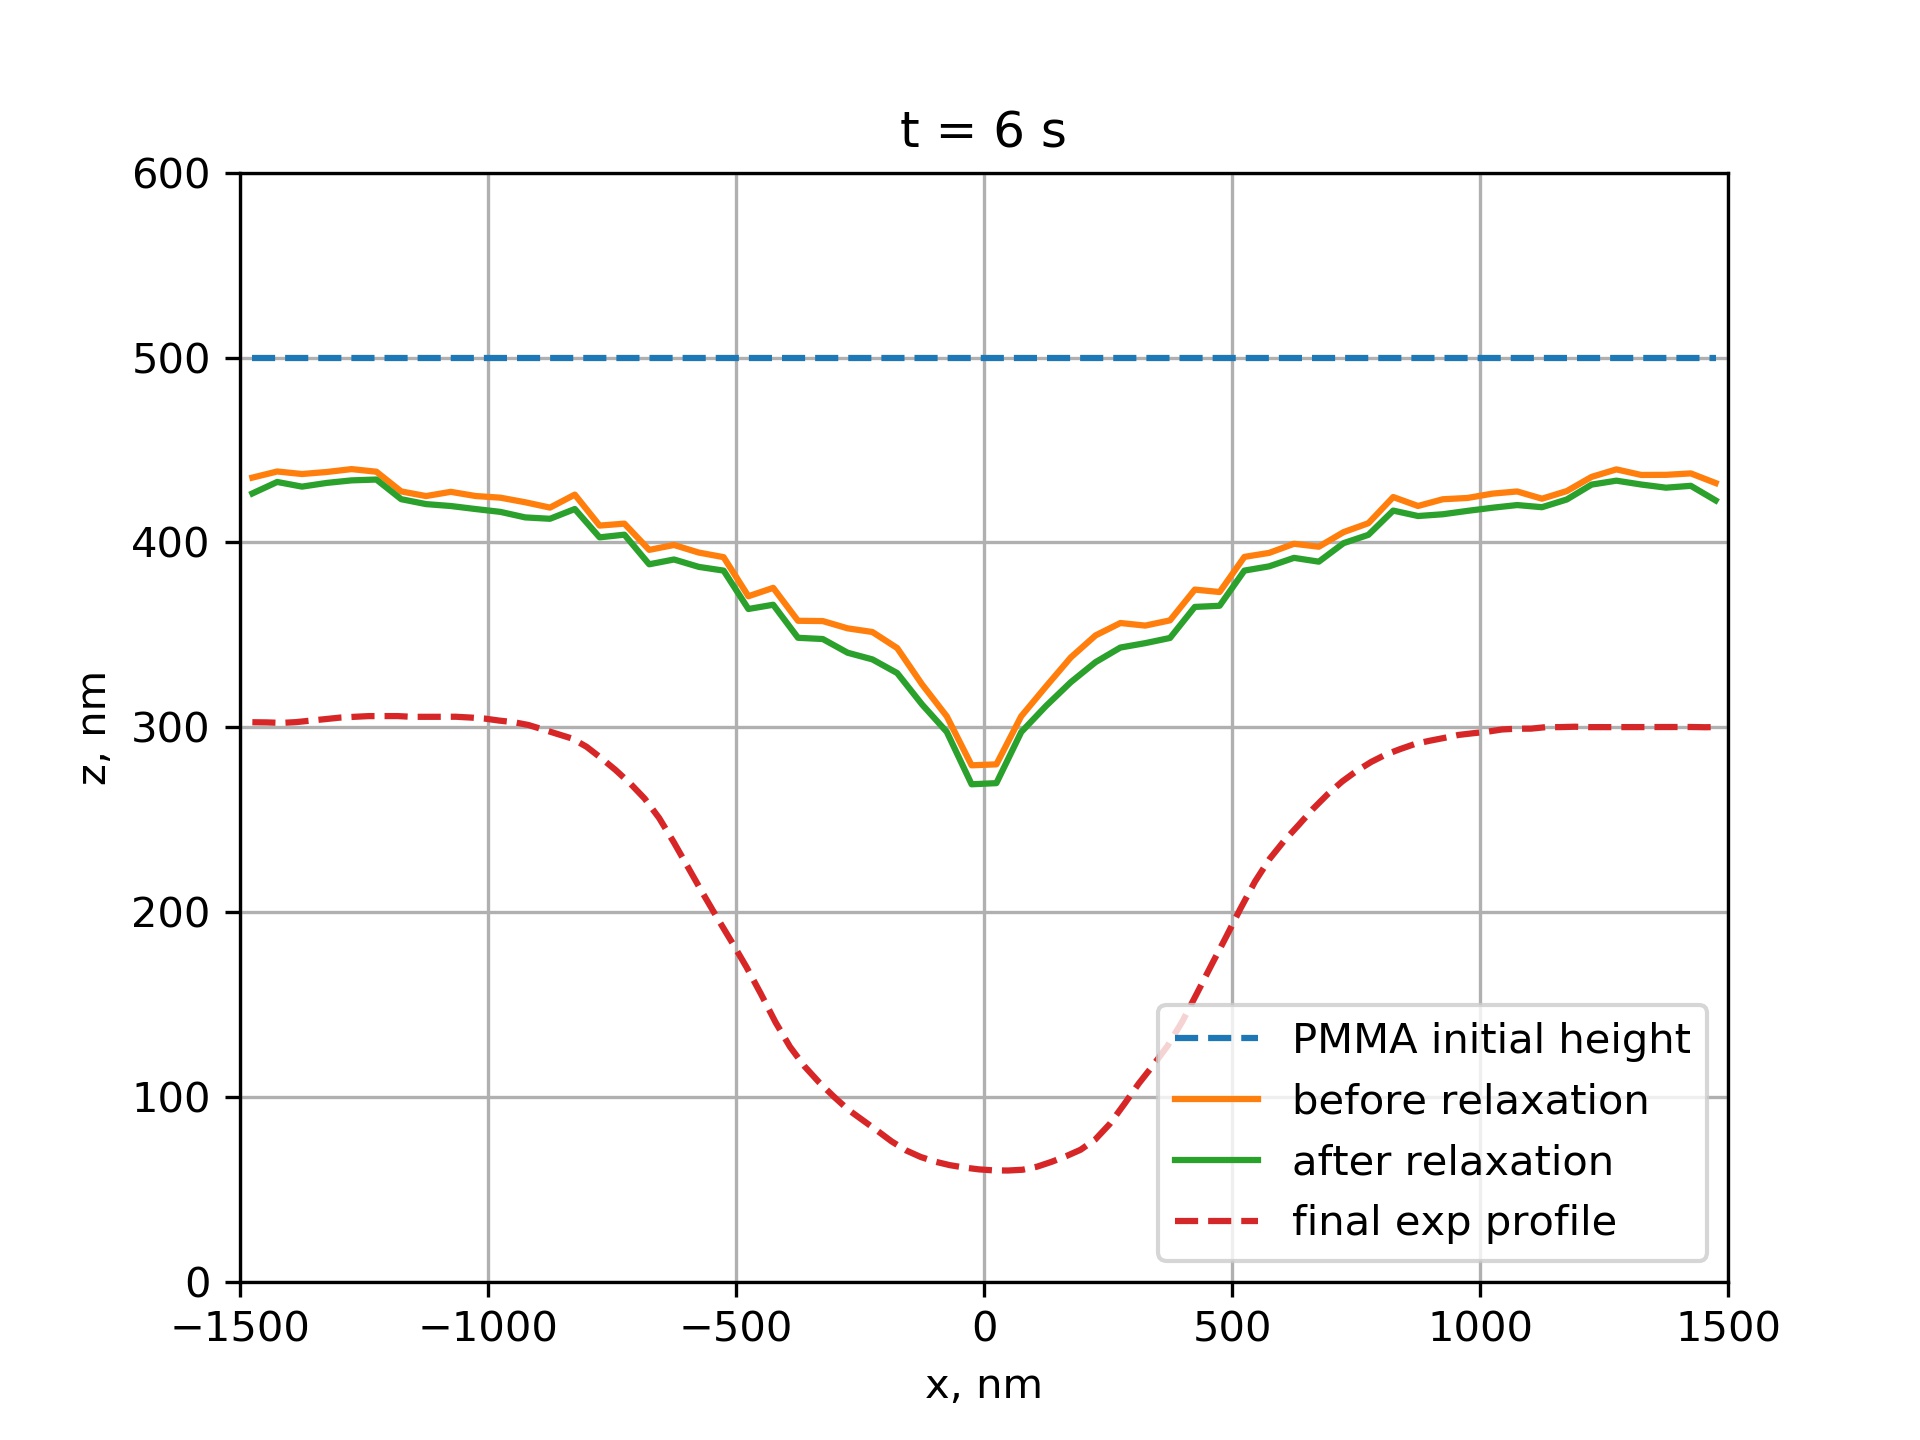 t = 6 s
600
500
400
300
200
100
0
z, nm
−1500 −1000 −500 0 500 1000 1500
x, nm
PMMA initial height
before relaxation
after relaxation
final exp profile